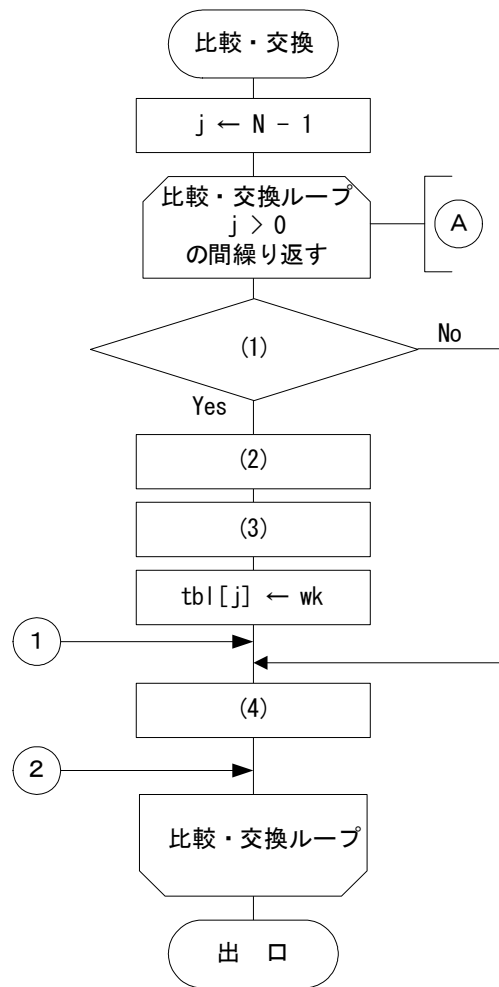 比較・交換
j ← N - 1
比較・交換ループ
j > 0
の間繰り返す
A
(1)
No
Yes
(2)
(3)
tbl[j] ← wk
1
(4)
2
比較・交換ループ
出 口